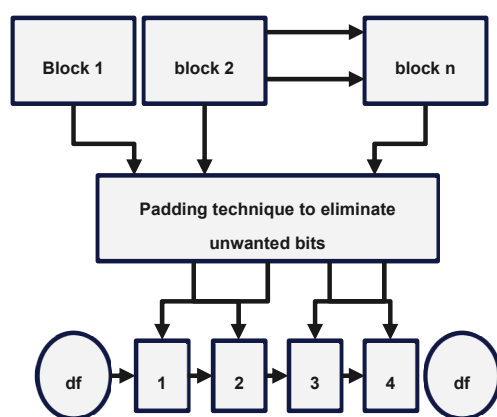 Block 1
block 2
block n
Padding technique to eliminate
unwanted bits
df
1
2
3
4
df